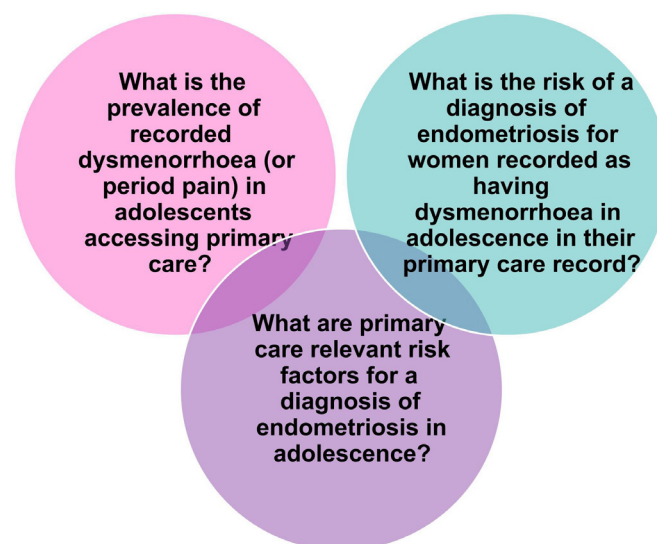 What is the
prevalence of
recorded
dysmenorrhoea (or
period pain) in
adolescents
accessing primary
care?
What is the risk of a
diagnosis of
endometriosis for
women recorded as
having
dysmenorrhoea in
adolescence in their
primary care record?
What are primary
care relevant risk
factors for a
diagnosis of
endometriosis in
adolescence?